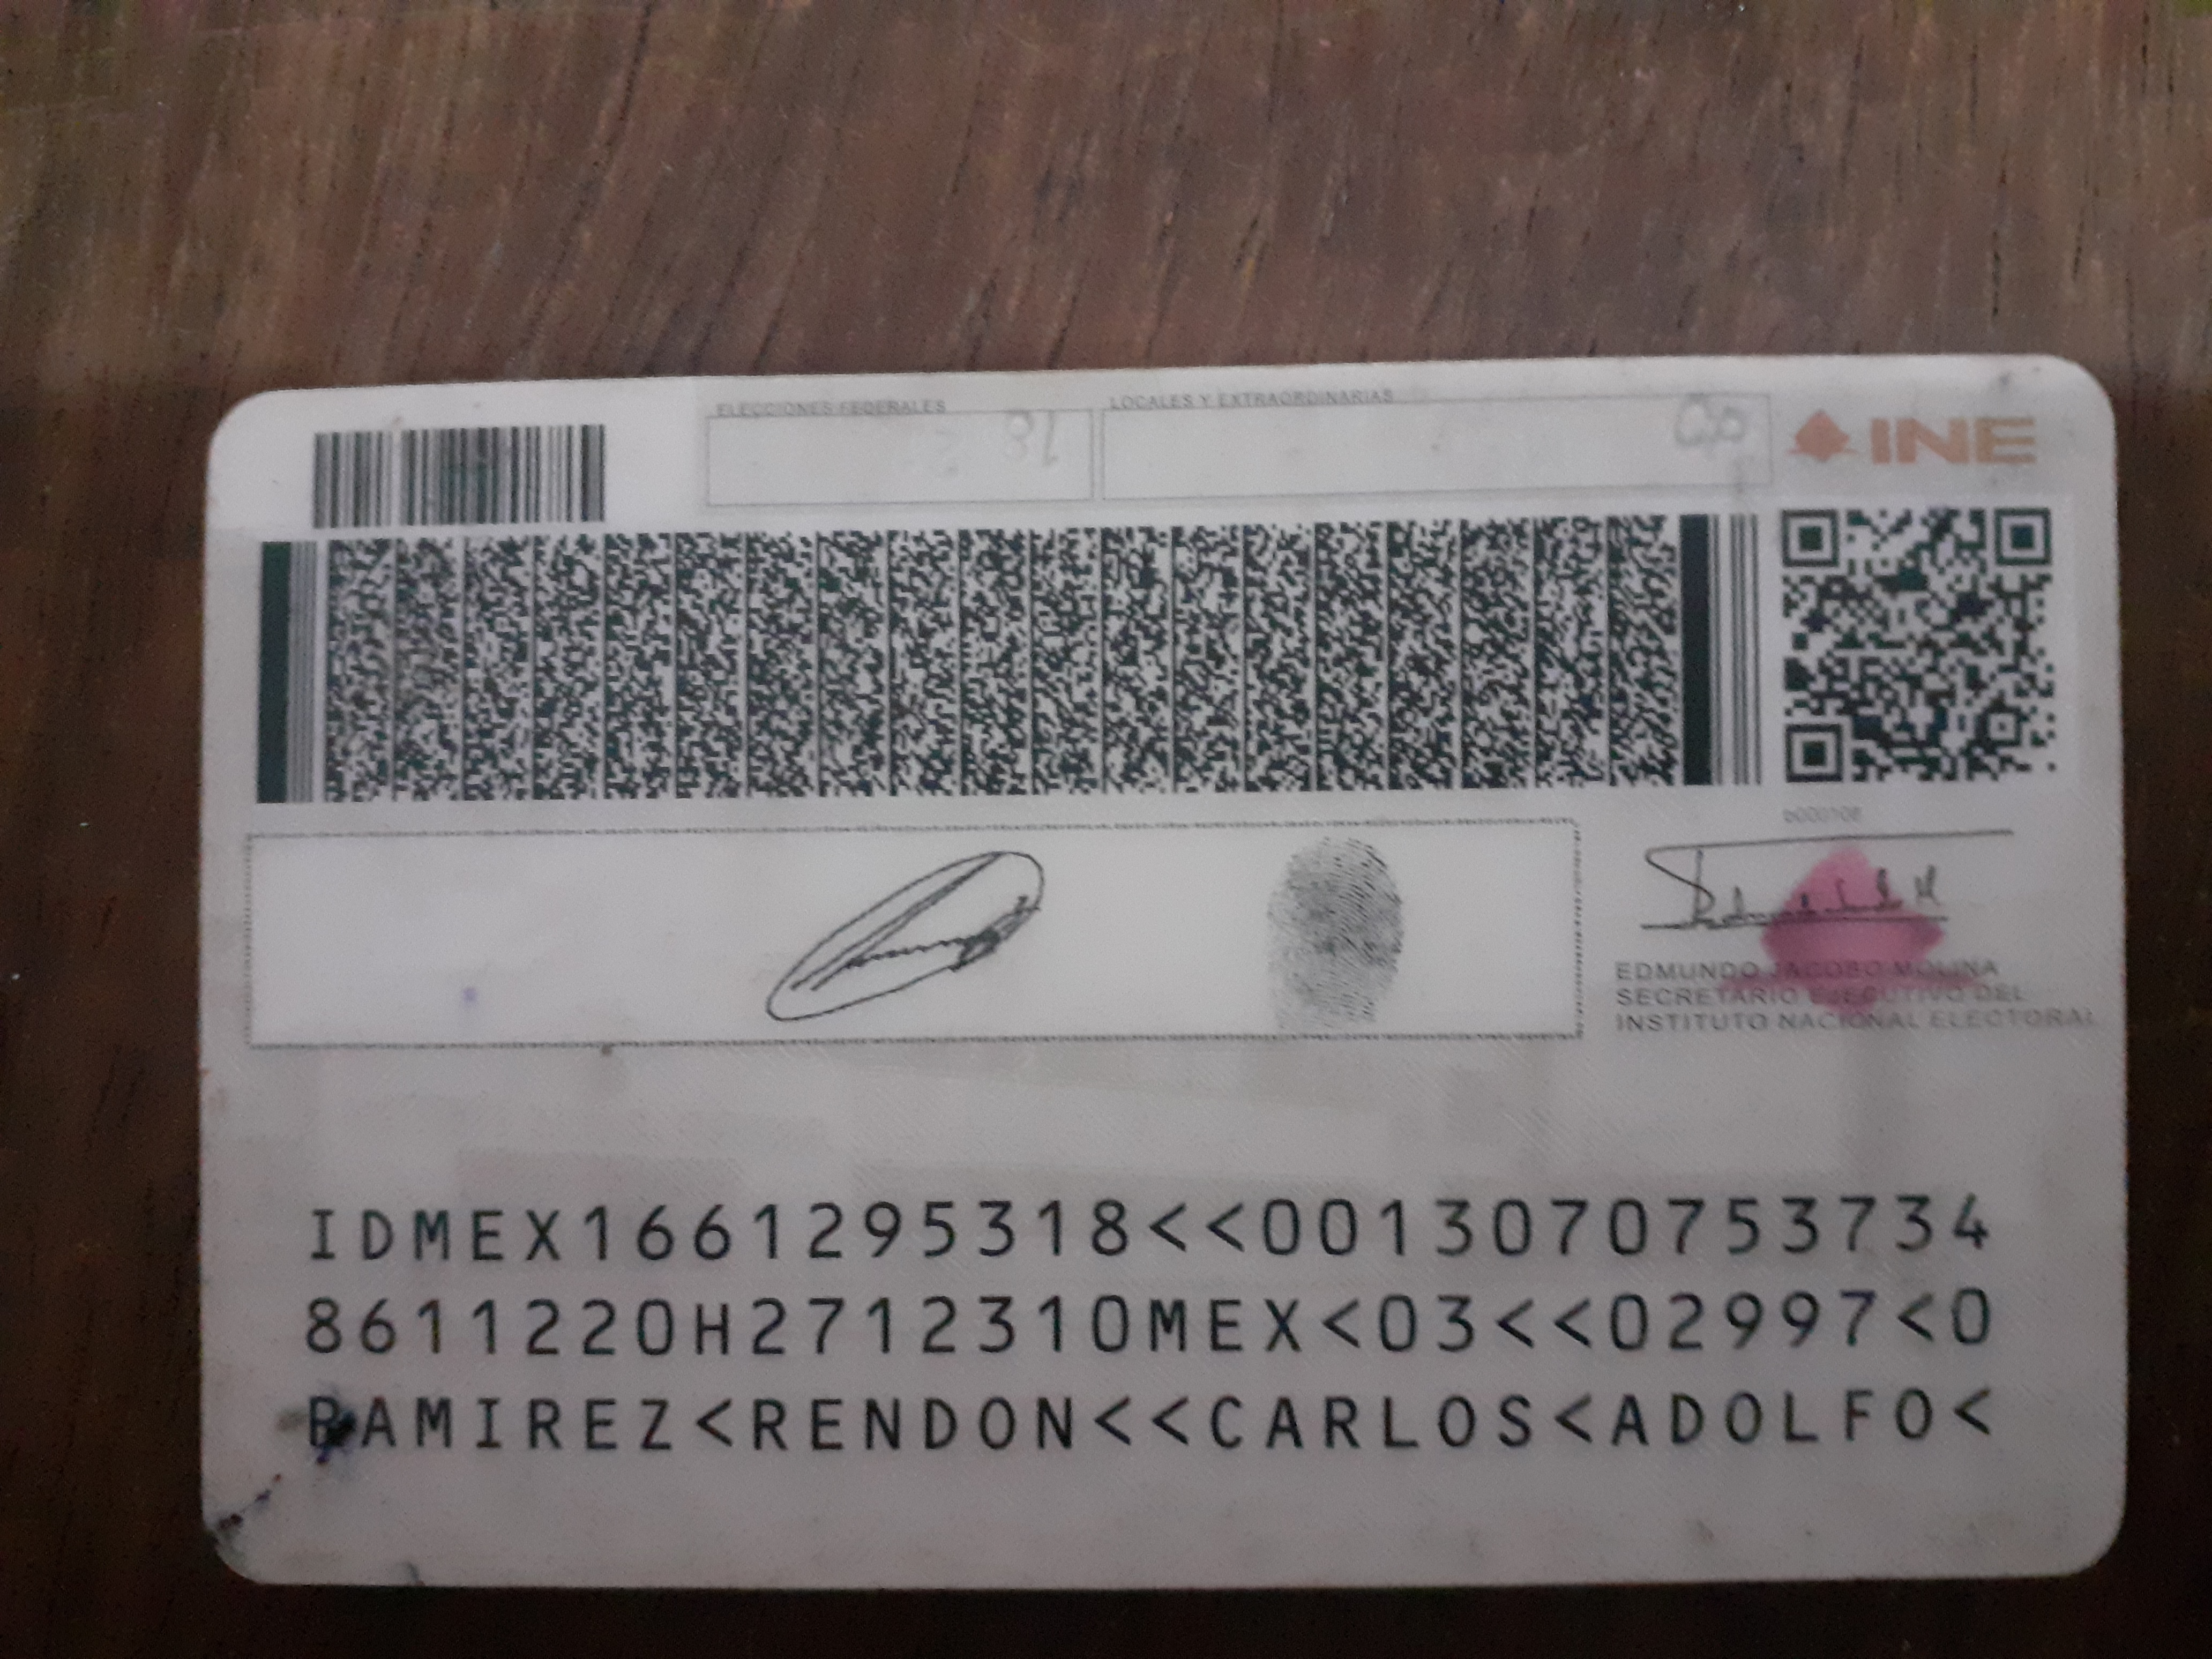 ELECCIONES FEDERALES
LOCALES Y EXTRAORDINARIAS
INE
18
EDMUNDO JACOBO MOLINA
SECRETARIO EJECUTIVO DEL
INSTITUTO NACIONAL ELECTORAL
IDMEX1661295318<<0013070753734
8611220H2712310MEX<03<<02997<0
RAMIREZ<RENDON<<CARLOS<ADOLFO<